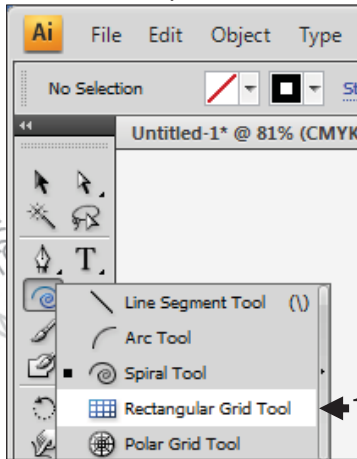 Ai File Edit Object Type
No Selection St
Untitled-1* @ 81% (CMYK
T
Line Segment Tool (\)
Arc Tool
Spiral Tool
Rectangular Grid Tool
Polar Grid Tool